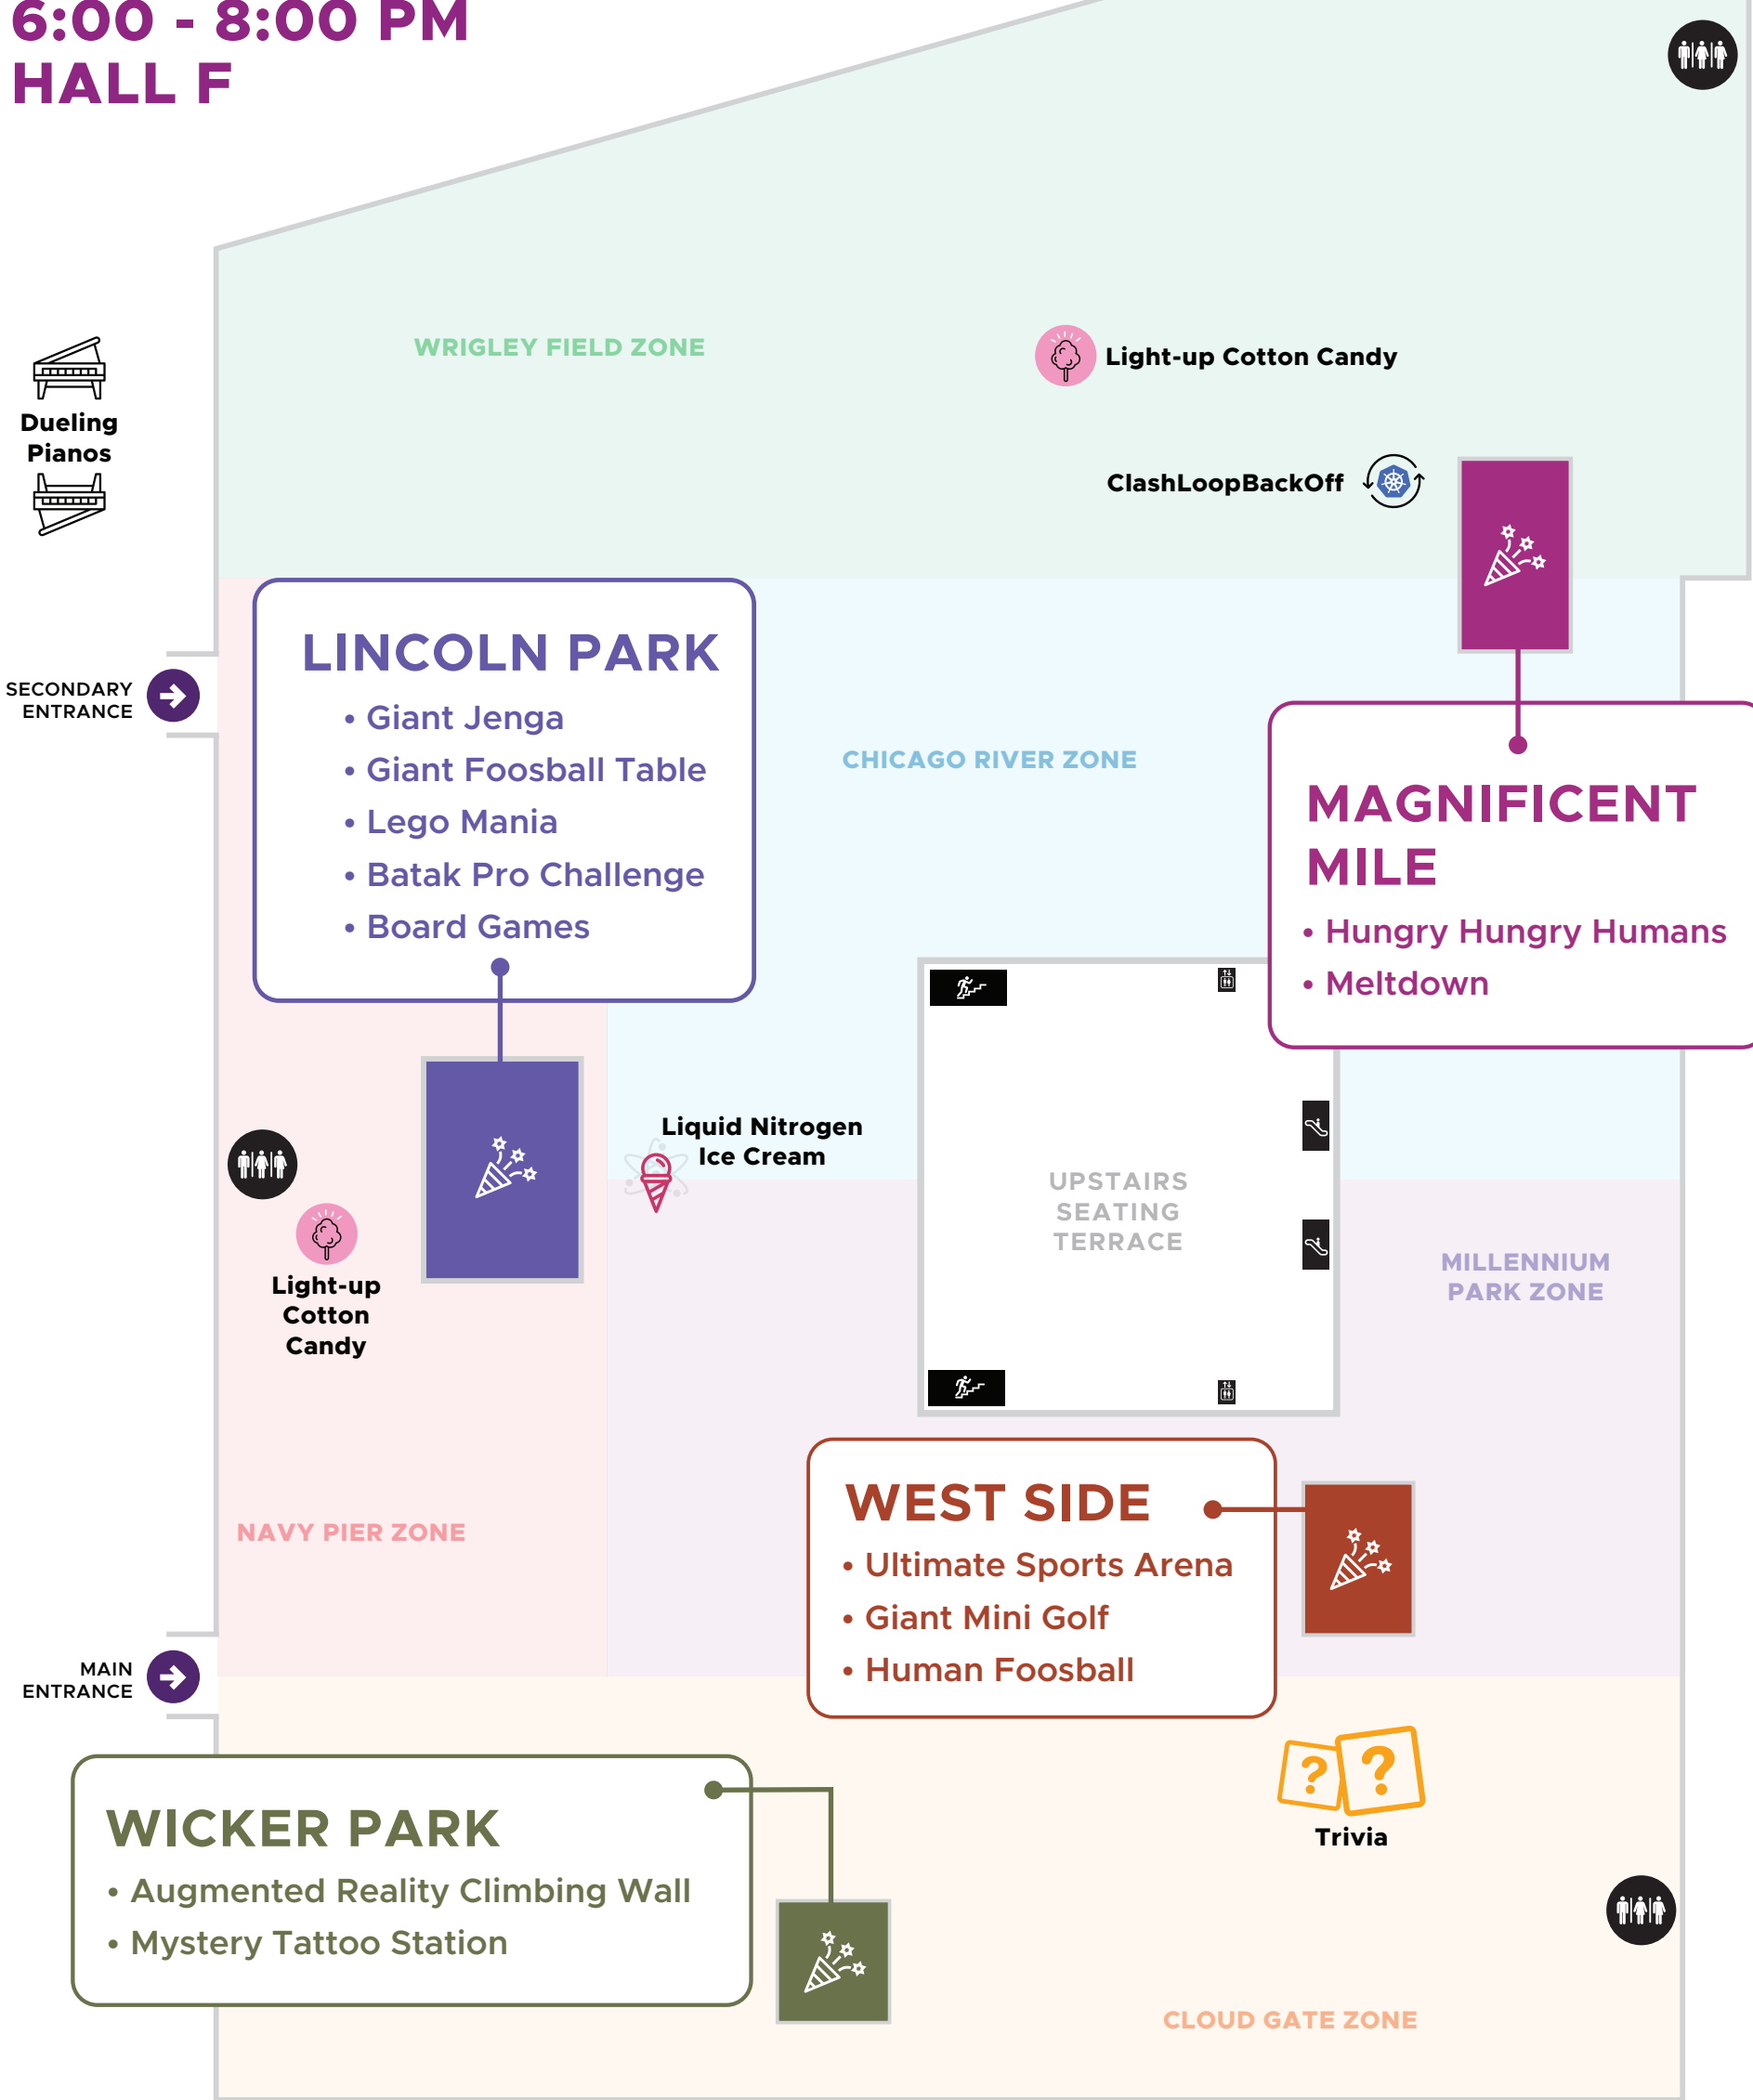 6:00 - 8:00 PM
HALL F
WRIGLEY FIELD ZONE
Light-up Cotton Candy
Dueling
Pianos
ClashLoopBackOff
LINCOLN PARK
• Giant Jenga
• Giant Foosball Table
• Lego Mania
• Batak Pro Challenge
• Board Games
SECONDARY
ENTRANCE
CHICAGO RIVER ZONE
MAGNIFICENT
MILE
• Hungry Hungry Humans
• Meltdown
Liquid Nitrogen
Ice Cream
UPSTAIRS
SEATING
TERRACE
MILLENNIUM
PARK ZONE
Light-up
Cotton
Candy
NAVY PIER ZONE
WEST SIDE
• Ultimate Sports Arena
• Giant Mini Golf
• Human Foosball
MAIN
ENTRANCE
? ?
Trivia
WICKER PARK
• Augmented Reality Climbing Wall
• Mystery Tattoo Station
CLOUD GATE ZONE